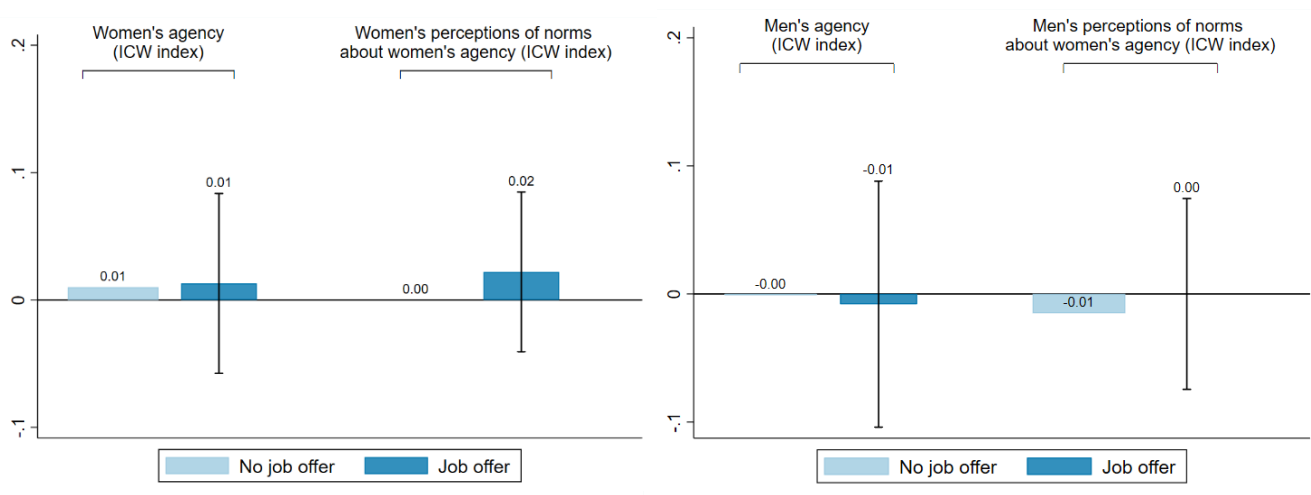 Women's agency
(ICW index)
Women's perceptions of norms
about women's agency (ICW index)
.2
.1
0
-.1
0.01
0.01
0.00
0.02
No job offer
Job offer
Men's agency
(ICW index)
Men's perceptions of norms
about women's agency (ICW index)
.2
.1
0
-.1
-0.00
-0.01
-0.01
0.00
No job offer
Job offer